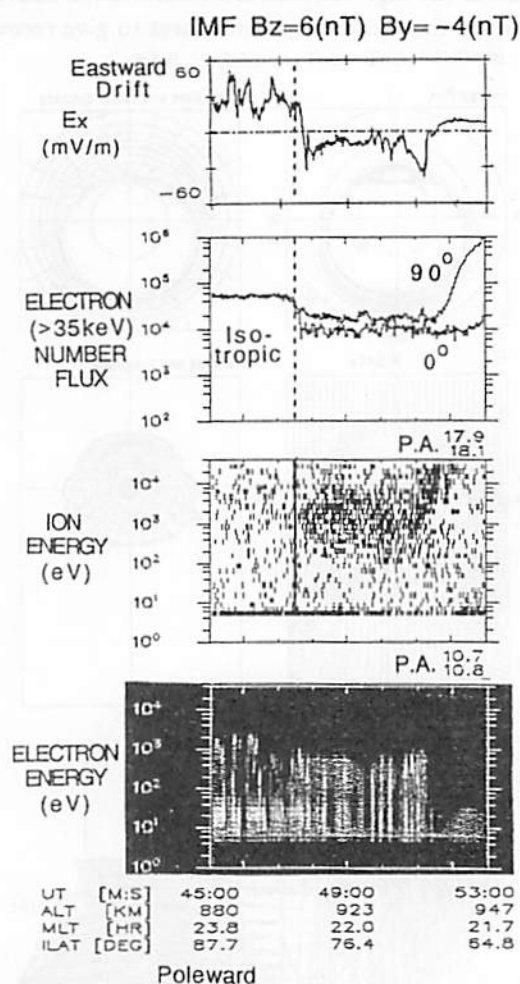 IMF Bz=6(nT) By=-4(nT)
Eastward
Drift
Ex
(mV/m)
60
-60
ELECTRON
(>35keV)
NUMBER
FLUX
10⁶
10⁵
10⁴
10³
10²
90°
Iso-
tropic
0°
P.A. 17.9
18.1
ION
ENERGY
(eV)
10⁴
10³
10²
10¹
10⁰
P.A. 10.7
10.8
ELECTRON
ENERGY
(eV)
10⁴
10³
10²
10¹
10⁰
UT [M:S] 45:00 49:00 53:00
ALT [KM] 880 923 947
MLT [HR] 23.8 22.0 21.7
ILAT [DEG] 87.7 76.4 64.8
Poleward